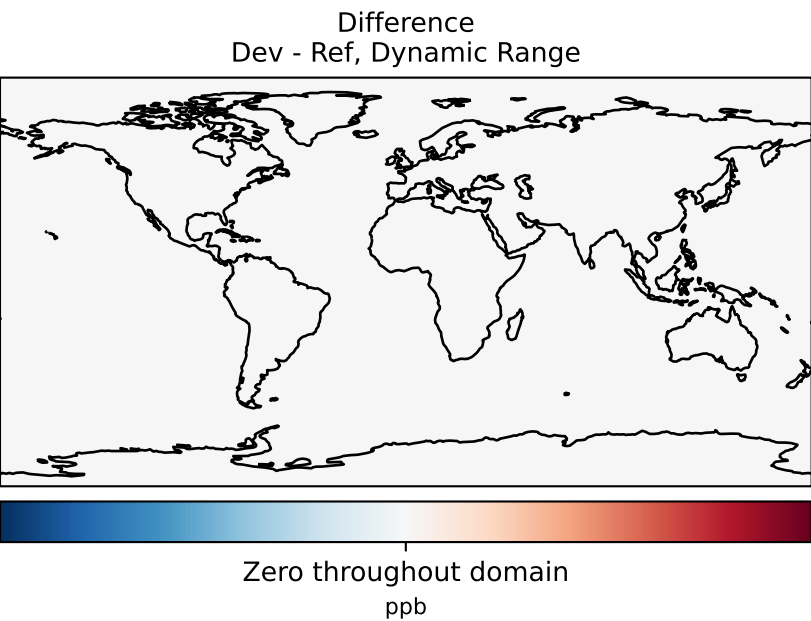 Difference
Dev - Ref, Dynamic Range
Zero throughout domain
ppb